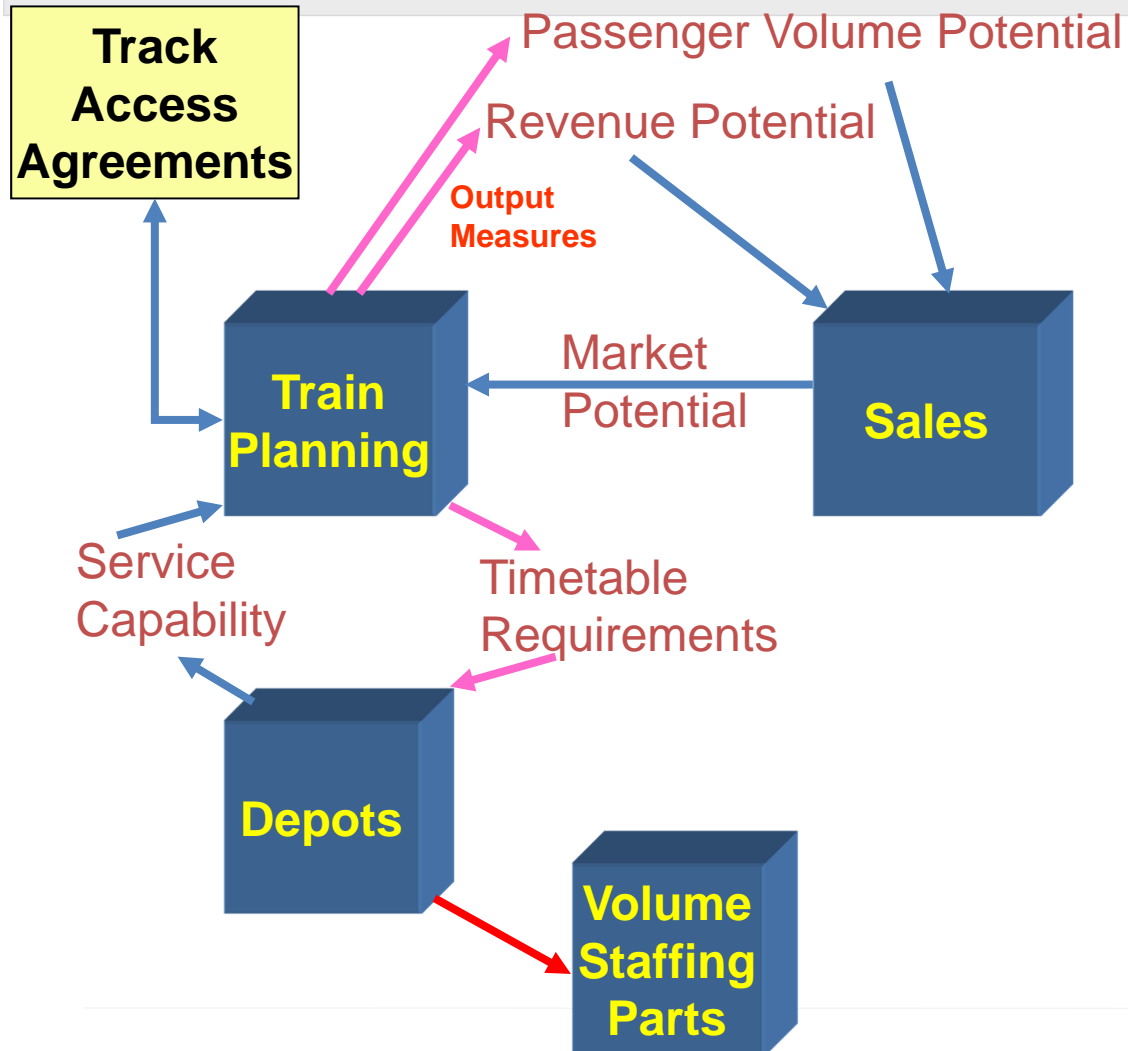 Track
Access
Agreements
Passenger Volume Potential
Revenue Potential
Output
Measures
Market
Potential
Train
Planning
Sales
Service
Capability
Timetable
Requirements
Depots
Volume
Staffing
Parts